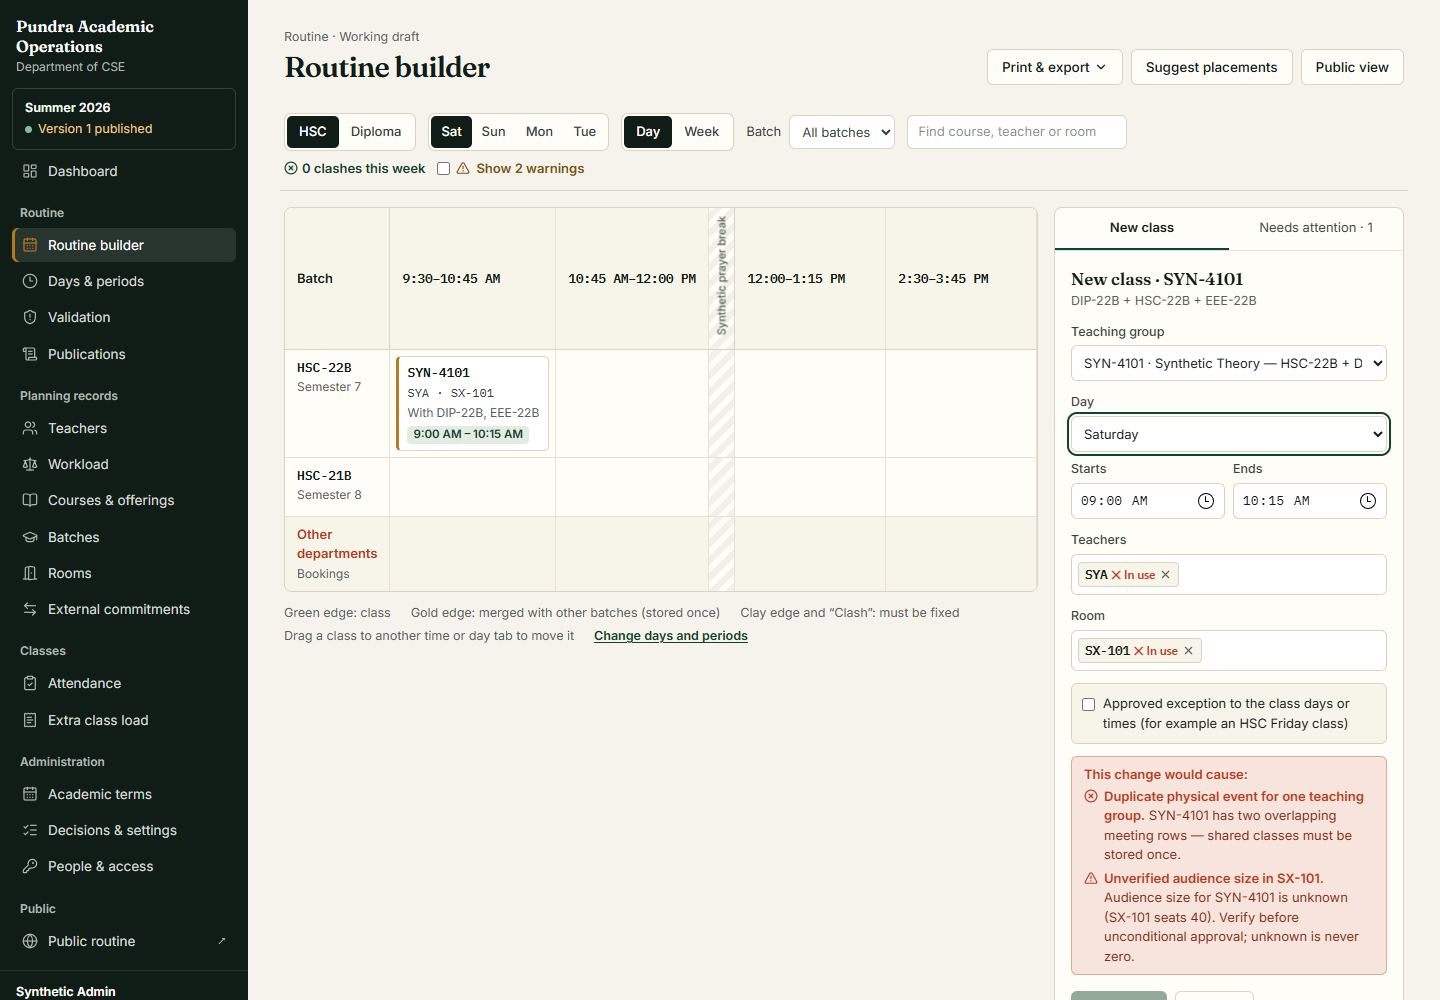 Pundra Academic
Operations
Department of CSE
Summer 2026
Version 1 published
Dashboard
Routine
Routine builder
Days & periods
Validation
Publications
Planning records
Teachers
Workload
Courses & offerings
Batches
Rooms
External commitments
Classes
Attendance
Extra class load
Administration
Academic terms
Decisions & settings
People & access
Public
Public routine ↗
Synthetic Admin
Routine · Working draft
Routine builder
Print & export
Suggest placements
Public view
HSC Diploma
Sat Sun Mon Tue
Day Week
Batch All batches
Find course, teacher or room
0 clashes this week
Show 2 warnings
Batch 9:30–10:45 AM 10:45 AM–12:00 PM Synthetic prayer break 12:00–1:15 PM 2:30–3:45 PM
HSC-22B
Semester 7
SYN-4101
SYA · SX-101
With DIP-22B, EEE-22B
9:00 AM – 10:15 AM
HSC-21B
Semester 8
Other
departments
Bookings
Green edge: class Gold edge: merged with other batches (stored once) Clay edge and “Clash”: must be fixed
Drag a class to another time or day tab to move it Change days and periods
New class Needs attention · 1
New class · SYN-4101
DIP-22B + HSC-22B + EEE-22B
Teaching group
SYN-4101 · Synthetic Theory — HSC-22B + D
Day
Saturday
Starts Ends
09:00 AM 10:15 AM
Teachers
SYA In use ✕
Room
SX-101 In use ✕
Approved exception to the class days or
times (for example an HSC Friday class)
This change would cause:
Duplicate physical event for one teaching
group. SYN-4101 has two overlapping
meeting rows — shared classes must be
stored once.
Unverified audience size in SX-101.
Audience size for SYN-4101 is unknown
(SX-101 seats 40). Verify before
unconditional approval; unknown is never
zero.